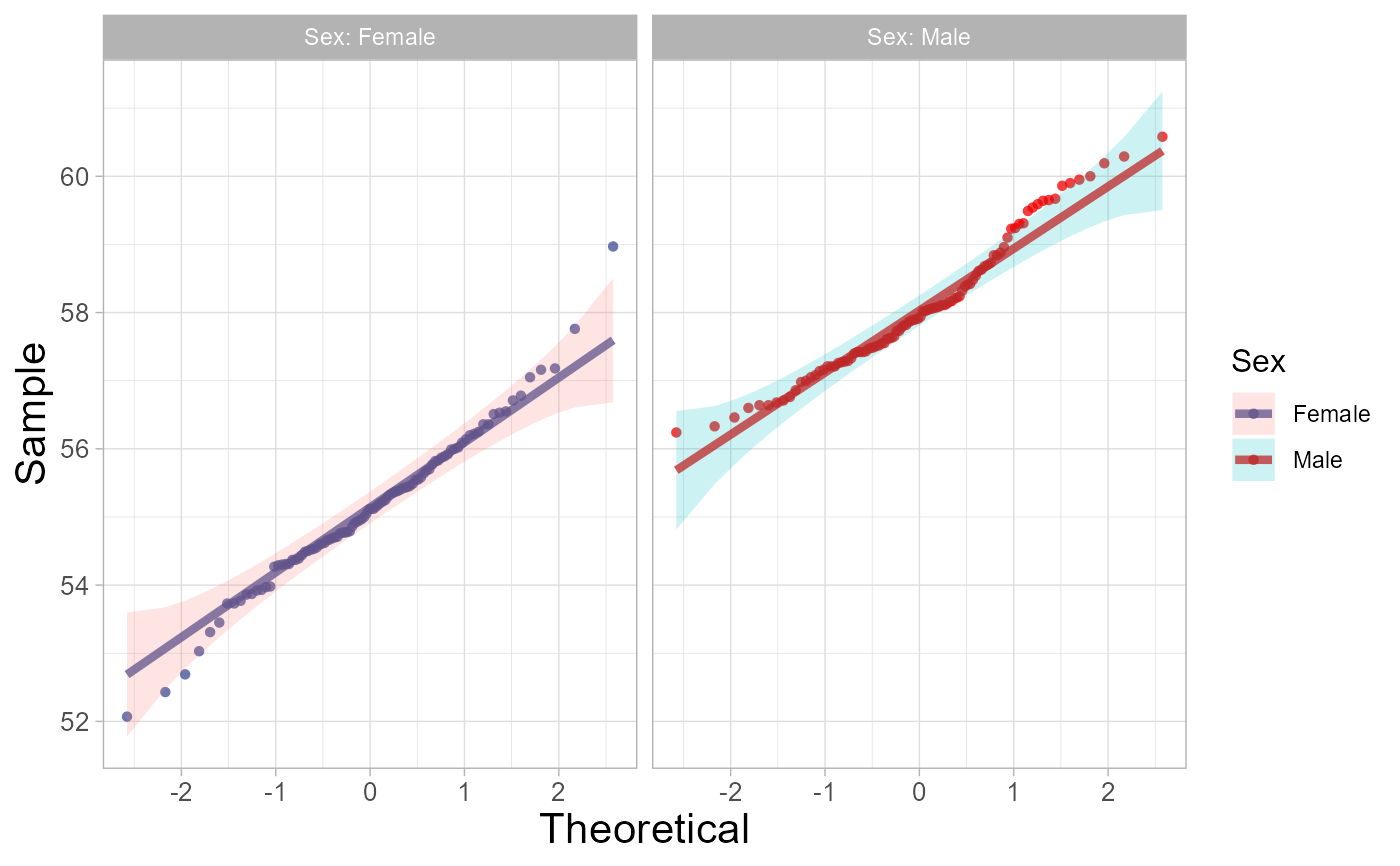 Sex: Female
Sex: Male
60
58
56
54
52
Sample
-2 -1 0 1 2
-2 -1 0 1 2
Theoretical
Sex
Female
Male